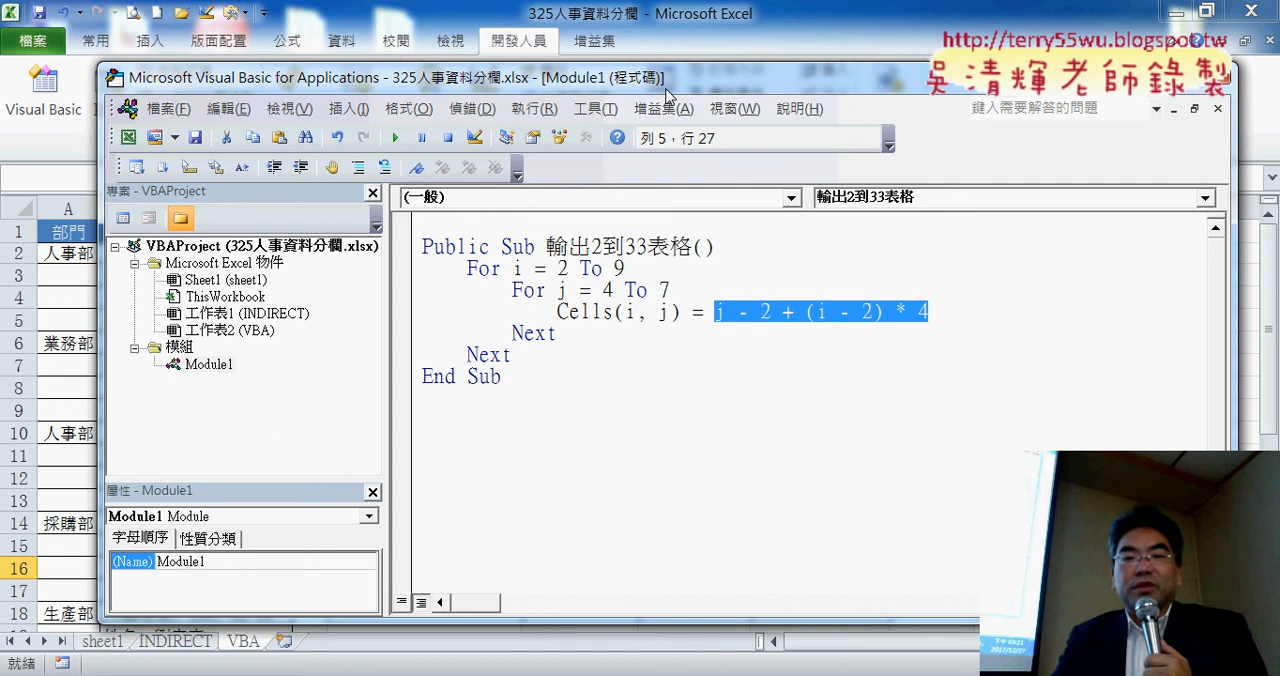 325人事資料分欄 - Microsoft Excel
檔案 常用 插入 版面配置 公式 資料 校閱 檢視 開發人員 增益集
http://terry55wu.blogspot.tw
吳清輝老師錄製
Visual Basic
Microsoft Visual Basic for Applications - 325人事資料分欄.xlsx - [Module1 (程式碼)]
檔案(F) 編輯(E) 檢視(V) 插入(I) 格式(O) 偵錯(D) 執行(R) 工具(T) 增益集(A) 視窗(W) 說明(H) 鍵入需要解答的問題
列 5，行 27
專案 - VBAProject
(一般) 輸出2到33表格
VBAProject (325人事資料分欄.xlsx)
Microsoft Excel 物件
Sheet1 (sheet1)
ThisWorkbook
工作表1 (INDIRECT)
工作表2 (VBA)
模組
Module1
Public Sub 輸出2到33表格()
For i = 2 To 9
For j = 4 To 7
Cells(i, j) = j - 2 + (i - 2) * 4
Next
Next
End Sub
屬性 - Module1
Module1 Module
字母順序 性質分類
(Name) Module1
A
1 部門
2 人事部
3
4
5
6 業務部
7
8
9
10 人事部
11
12
13
14 採購部
15
16
17
18 生產部
sheet1 INDIRECT VBA
就緒
下午 03:21
2017/12/27